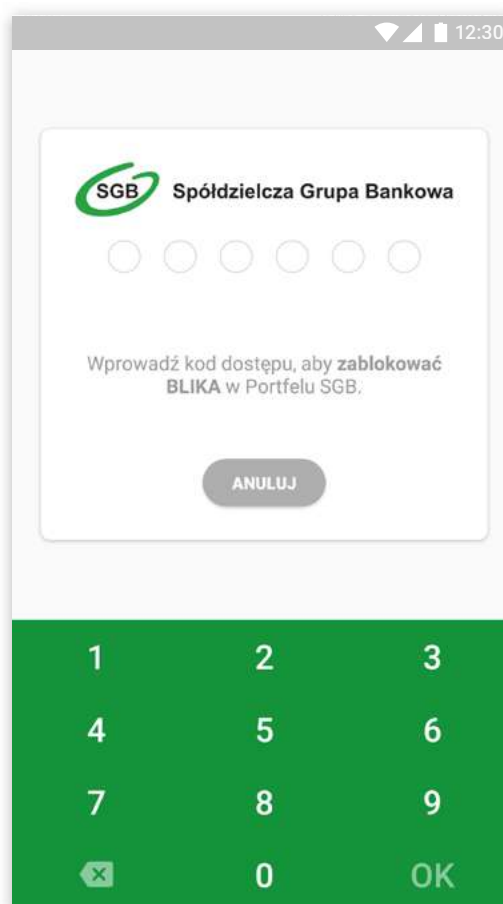 12:30
SGB Spółdzielcza Grupa Bankowa
Wprowadź kod dostępu, aby zablokować
BLIKA w Portfelu SGB.
ANULUJ
1 2 3
4 5 6
7 8 9
0 OK